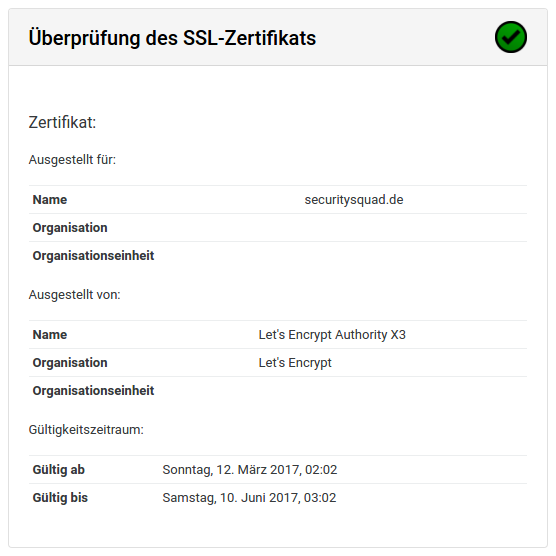 Überprüfung des SSL-Zertifikats
Zertifikat:
Ausgestellt für:
Name securitysquad.de
Organisation
Organisationseinheit
Ausgestellt von:
Name Let's Encrypt Authority X3
Organisation Let's Encrypt
Organisationseinheit
Gültigkeitszeitraum:
Gültig ab Sonntag, 12. März 2017, 02:02
Gültig bis Samstag, 10. Juni 2017, 03:02